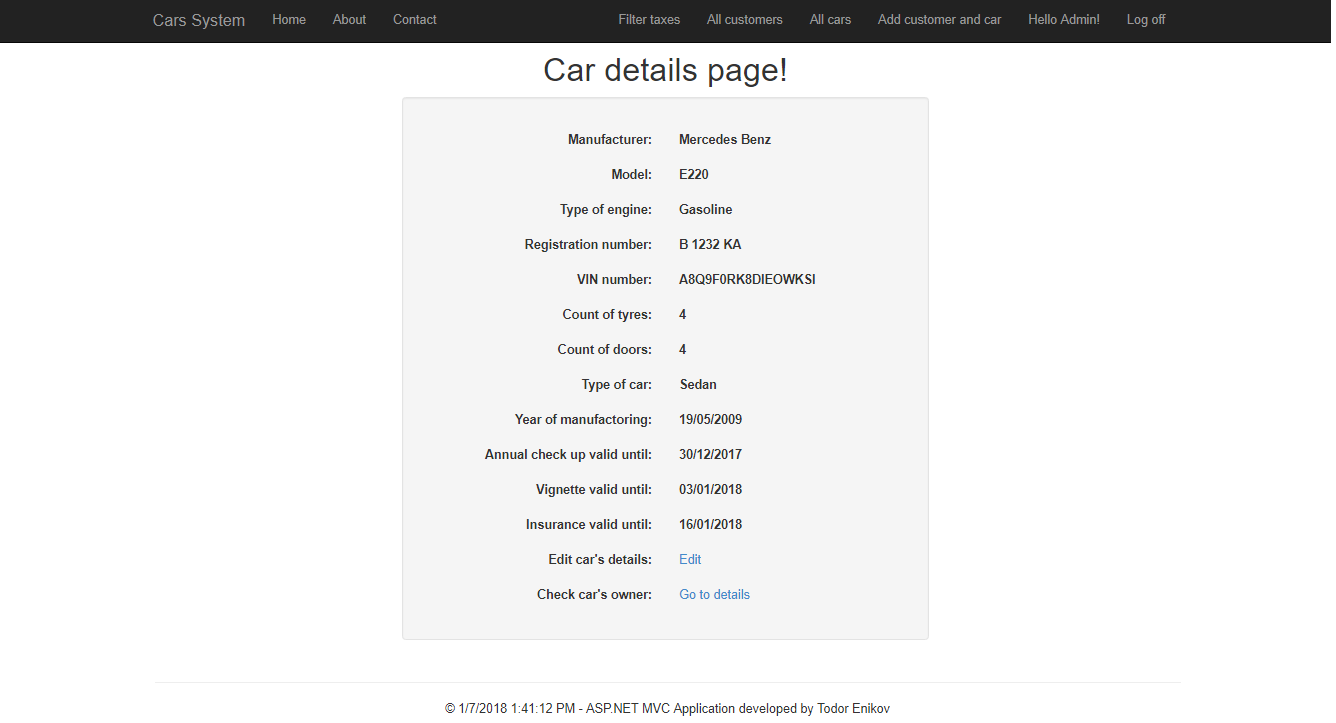 Cars System Home About Contact Filter taxes All customers All cars Add customer and car Hello Admin! Log off
Car details page!
Manufacturer: Mercedes Benz
Model: E220
Type of engine: Gasoline
Registration number: B 1232 KA
VIN number: A8Q9F0RK8DIEOWKSI
Count of tyres: 4
Count of doors: 4
Type of car: Sedan
Year of manufactoring: 19/05/2009
Annual check up valid until: 30/12/2017
Vignette valid until: 03/01/2018
Insurance valid until: 16/01/2018
Edit car's details: Edit
Check car's owner: Go to details
© 1/7/2018 1:41:12 PM - ASP.NET MVC Application developed by Todor Enikov